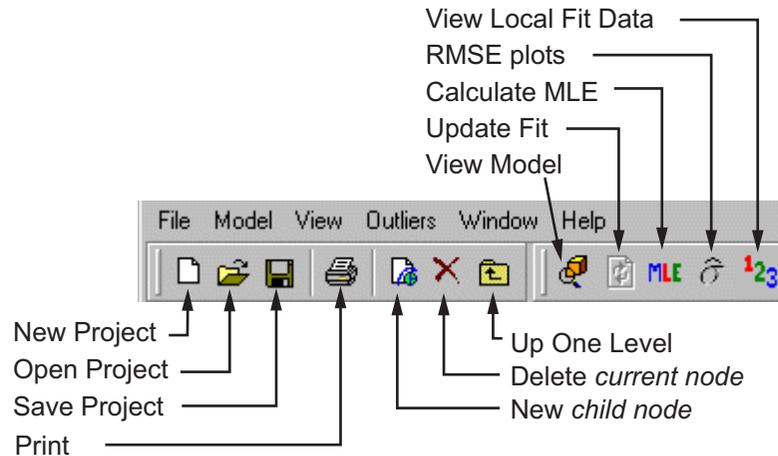 View Local Fit Data
RMSE plots
Calculate MLE
Update Fit
View Model
File Model View Outliers Window Help
MLE σ̂ 123
New Project
Open Project
Save Project
Print
Up One Level
Delete current node
New child node